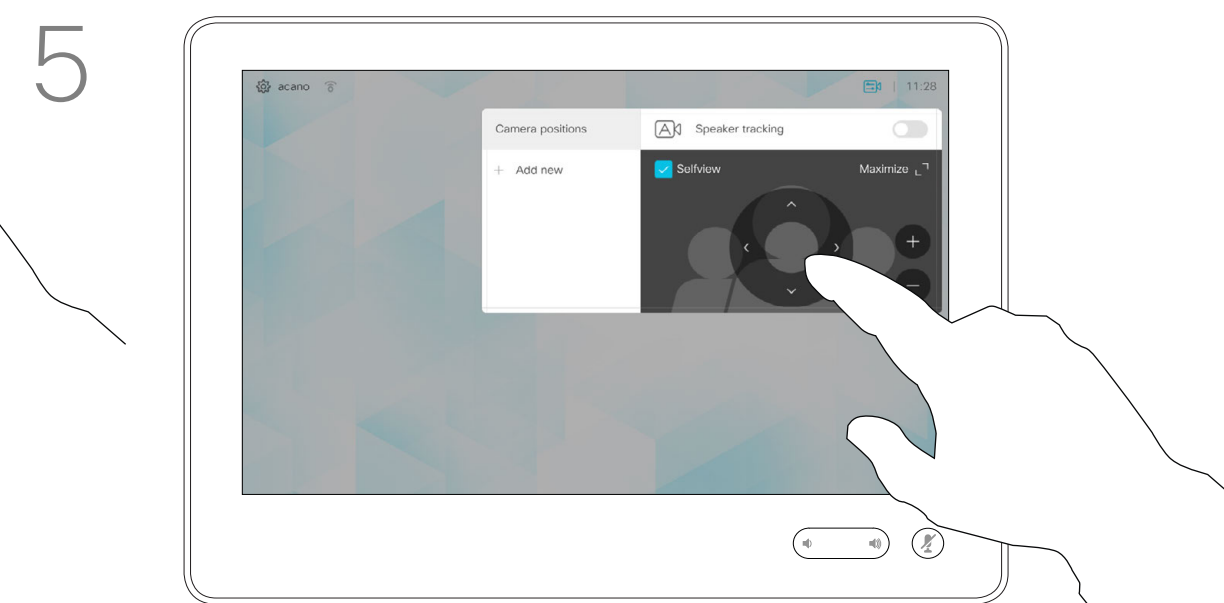 5
acano
11:28
Camera positions
Speaker tracking
Add new
Selfview
Maximize